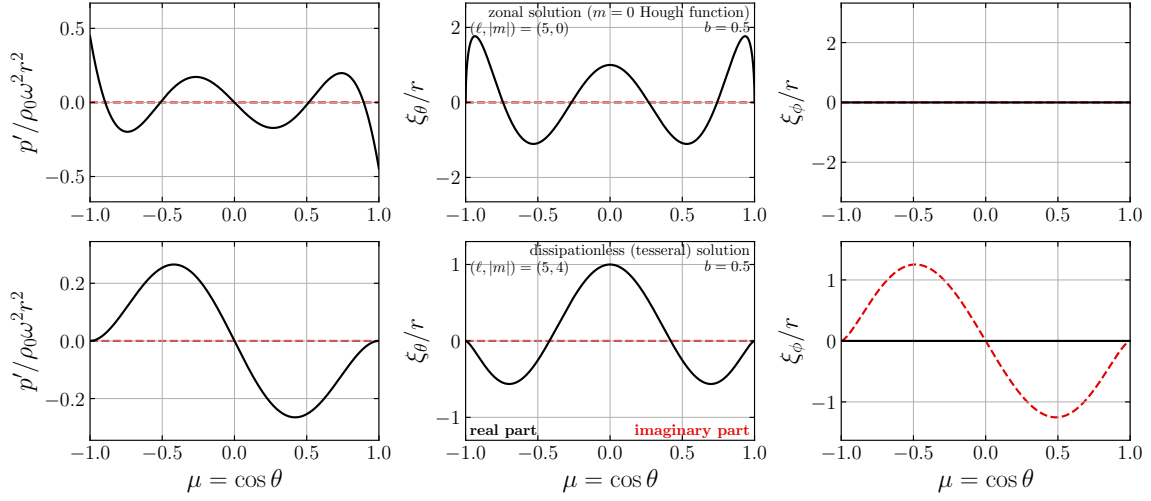 zonal solution (m = 0 Hough function)
(ℓ, |m|) = (5, 0)
b = 0.5
p′/ρ₀ω²r²
0.5
0.0
−0.5
−1.0 −0.5 0.0 0.5 1.0
ξ_θ/r
2
0
−2
−1.0 −0.5 0.0 0.5 1.0
ξ_ϕ/r
2
0
−2
−1.0 −0.5 0.0 0.5 1.0
dissipationless (tesseral) solution
(ℓ, |m|) = (5, 4)
b = 0.5
p′/ρ₀ω²r²
0.2
0.0
−0.2
−1.0 −0.5 0.0 0.5 1.0
μ = cos θ
ξ_θ/r
1
0
−1
real part
imaginary part
−1.0 −0.5 0.0 0.5 1.0
μ = cos θ
ξ_ϕ/r
1
0
−1
−1.0 −0.5 0.0 0.5 1.0
μ = cos θ